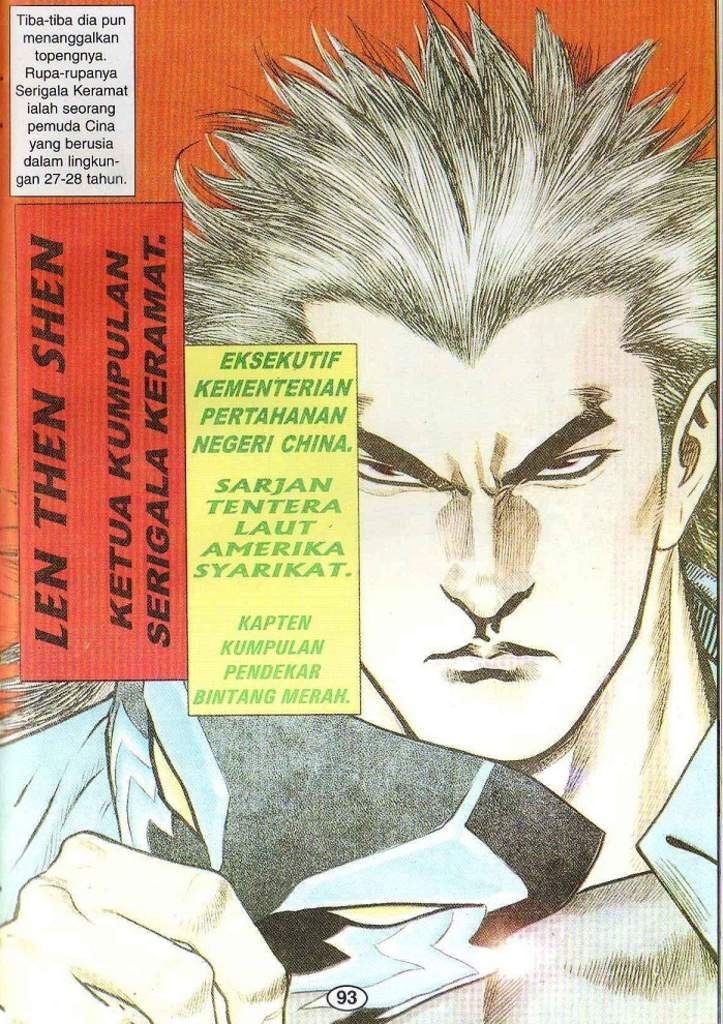 Tiba-tiba dia pun
menanggalkan
topengnya.
Rupa-rupanya
Serigala Keramat
ialah seorang
pemuda Cina
yang berusia
dalam lingkun-
gan 27-28 tahun.
LEN THEN SHEN
KETUA KUMPULAN
SERIGALA KERAMAT.
EKSEKUTIF
KEMENTERIAN
PERTAHANAN
NEGERI CHINA.
SARJAN
TENTERA
LAUT
AMERIKA
SYARIKAT.
KAPTEN
KUMPULAN
PENDEKAR
BINTANG MERAH.
93